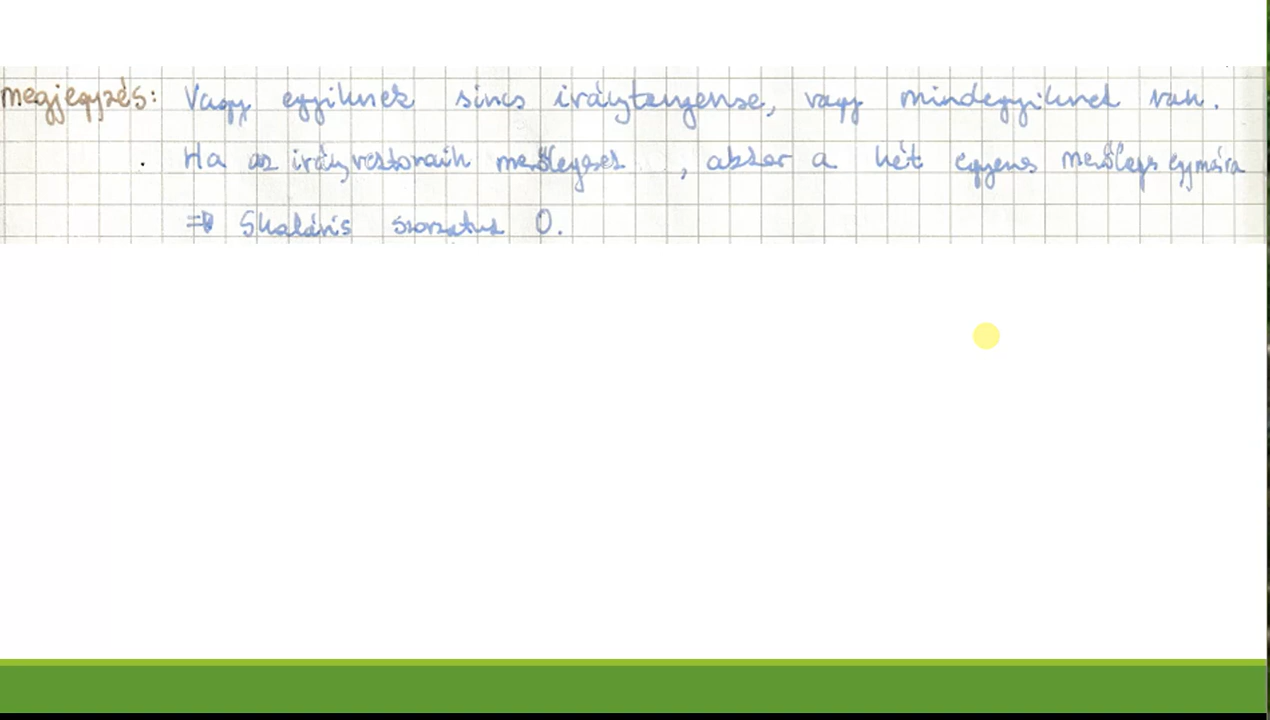 megjegyzés: Vagy egyiknek sincs iránytangense, vagy mindegyiknek van.
Ha az irányvektoraik merőlegesek , akkor a két egyenes merőleges egymásra
⇒ Skaláris szorzatuk 0.